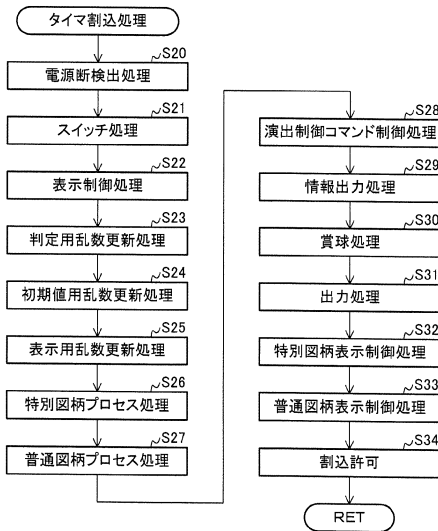 タイマ割込処理
S20
電源断検出処理
S21
スイッチ処理
S22
表示制御処理
S23
判定用乱数更新処理
S24
初期値用乱数更新処理
S25
表示用乱数更新処理
S26
特別図柄プロセス処理
S27
普通図柄プロセス処理
S28
演出制御コマンド制御処理
S29
情報出力処理
S30
賞球処理
S31
出力処理
S32
特別図柄表示制御処理
S33
普通図柄表示制御処理
S34
割込許可
RET